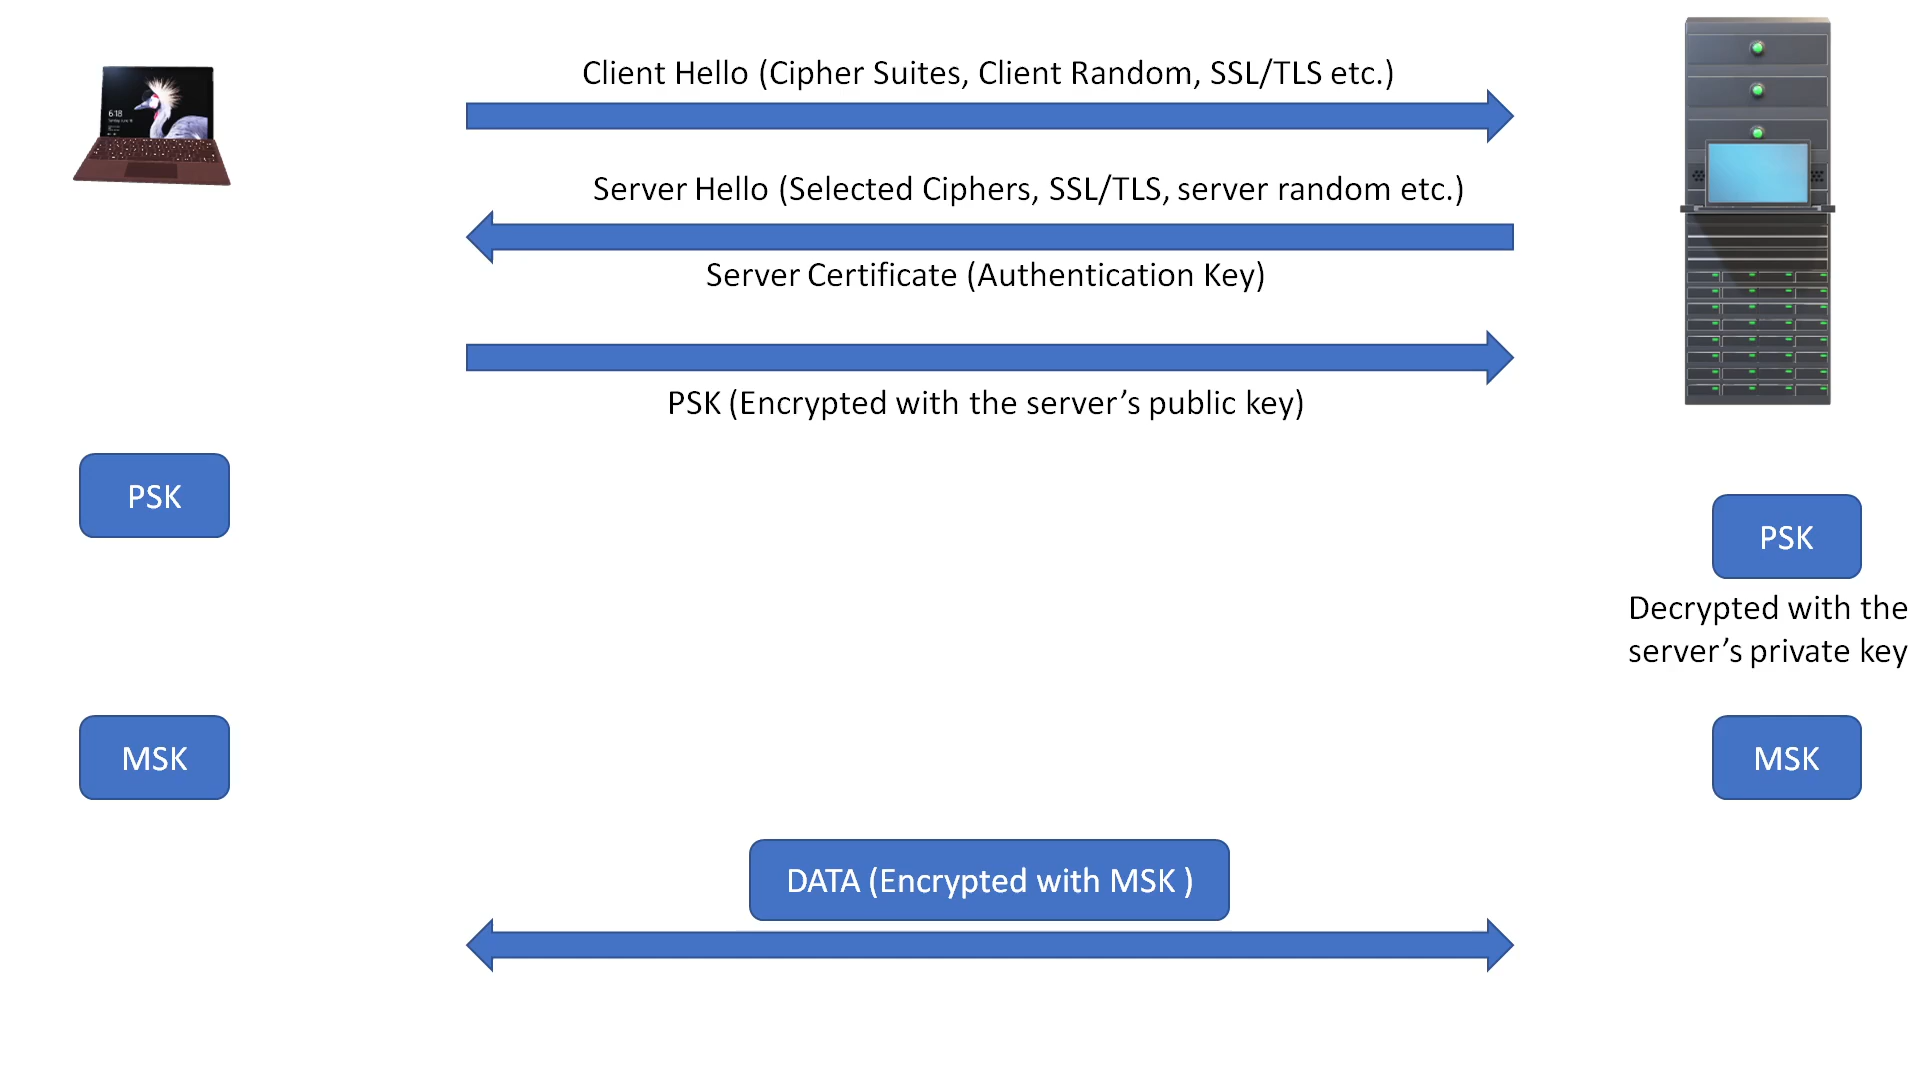 Client Hello (Cipher Suites, Client Random, SSL/TLS etc.)
6:18
Server Hello (Selected Ciphers, SSL/TLS, server random etc.)
Server Certificate (Authentication Key)
PSK (Encrypted with the server’s public key)
PSK
PSK
Decrypted with the
server’s private key
MSK
MSK
DATA (Encrypted with MSK )